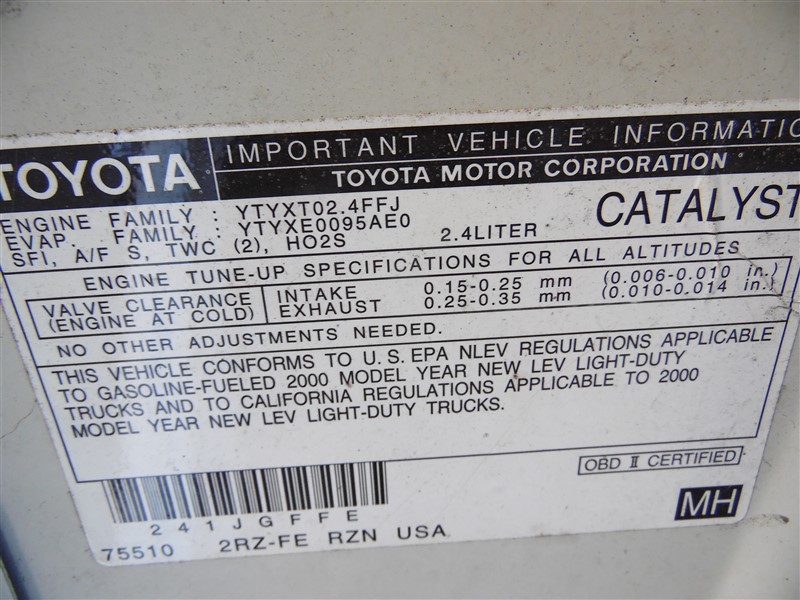 TOYOTA
IMPORTANT VEHICLE INFORMATIO
TOYOTA MOTOR CORPORATION
ENGINE FAMILY : YTYXT02.4FFJ
EVAP. FAMILY : YTYXE0095AE0
SFI, A/F S, TWC (2), HO2S
2.4LITER
CATALYST
ENGINE TUNE-UP SPECIFICATIONS FOR ALL ALTITUDES
VALVE CLEARANCE
(ENGINE AT COLD)
INTAKE 0.15-0.25 mm (0.006-0.010 in.)
EXHAUST 0.25-0.35 mm (0.010-0.014 in.)
NO OTHER ADJUSTMENTS NEEDED.
THIS VEHICLE CONFORMS TO U.S. EPA NLEV REGULATIONS APPLICABLE
TO GASOLINE-FUELED 2000 MODEL YEAR NEW LEV LIGHT-DUTY
TRUCKS AND TO CALIFORNIA REGULATIONS APPLICABLE TO 2000
MODEL YEAR NEW LEV LIGHT-DUTY TRUCKS.
OBD II CERTIFIED
241JGFFE
MH
75510 2RZ-FE RZN USA